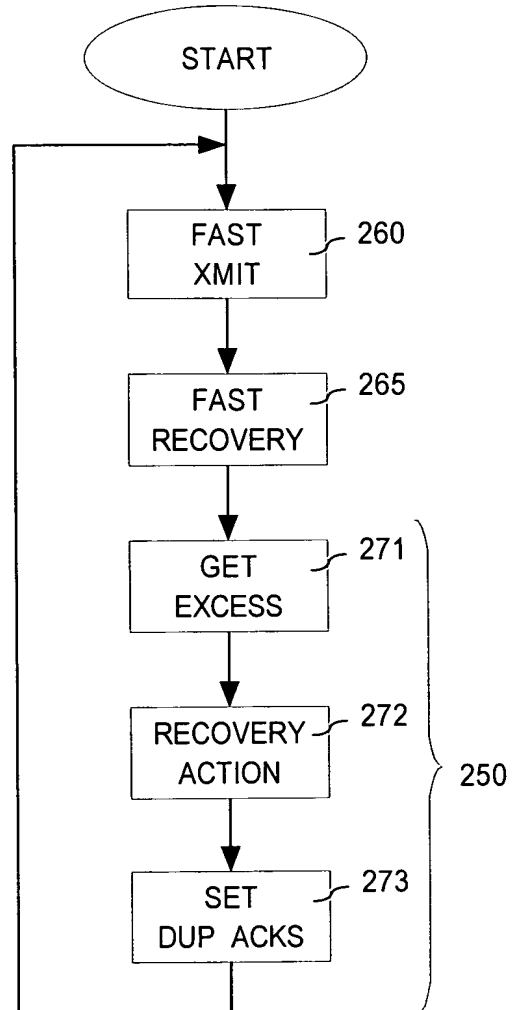 START
FAST
XMIT
260
FAST
RECOVERY
265
GET
EXCESS
271
RECOVERY
ACTION
272
250
SET
DUP ACKS
273